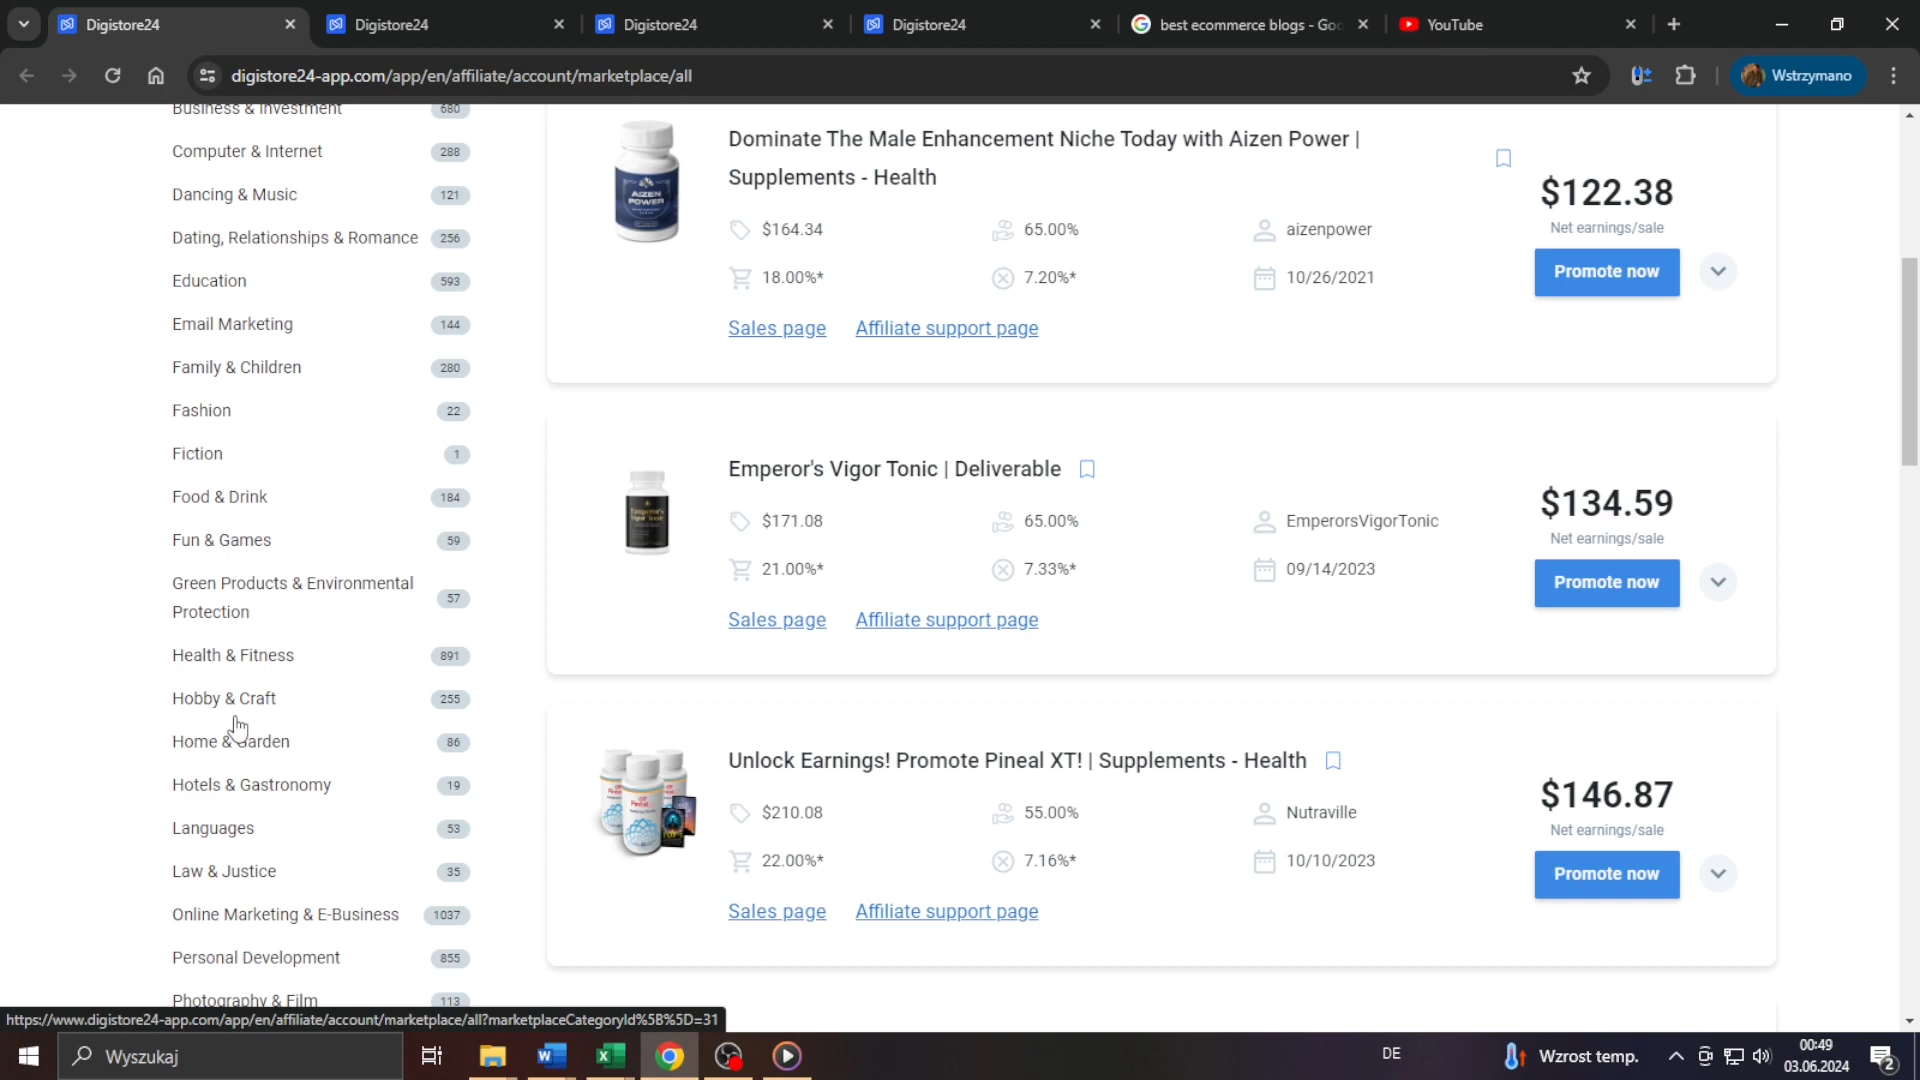 Digistore24
Digistore24
Digistore24
Digistore24
best ecommerce blogs - Goo
YouTube
digistore24-app.com/app/en/affiliate/account/marketplace/all
Wstrzymano
Business & Investment 680
Computer & Internet 288
Dancing & Music 121
Dating, Relationships & Romance 256
Education 593
Email Marketing 144
Family & Children 280
Fashion 22
Fiction 1
Food & Drink 184
Fun & Games 59
Green Products & Environmental
Protection 57
Health & Fitness 891
Hobby & Craft 255
Home & Garden 86
Hotels & Gastronomy 19
Languages 53
Law & Justice 35
Online Marketing & E-Business 1037
Personal Development 855
Photography & Film 113
AIZEN
POWER
Dominate The Male Enhancement Niche Today with Aizen Power |
Supplements - Health
$164.34 65.00% aizenpower
18.00%* 7.20%* 10/26/2021
Sales page Affiliate support page
$122.38
Net earnings/sale
Promote now
Emperor's
Vigor Tonic
Emperor's Vigor Tonic | Deliverable
$171.08 65.00% EmperorsVigorTonic
21.00%* 7.33%* 09/14/2023
Sales page Affiliate support page
$134.59
Net earnings/sale
Promote now
Pineal
Unlock Earnings! Promote Pineal XT! | Supplements - Health
$210.08 55.00% Nutraville
22.00%* 7.16%* 10/10/2023
Sales page Affiliate support page
$146.87
Net earnings/sale
Promote now
https://www.digistore24-app.com/app/en/affiliate/account/marketplace/all?marketplaceCategoryId%5B%5D=31
Wyszukaj
DE
Wzrost temp.
00:49
03.06.2024
2